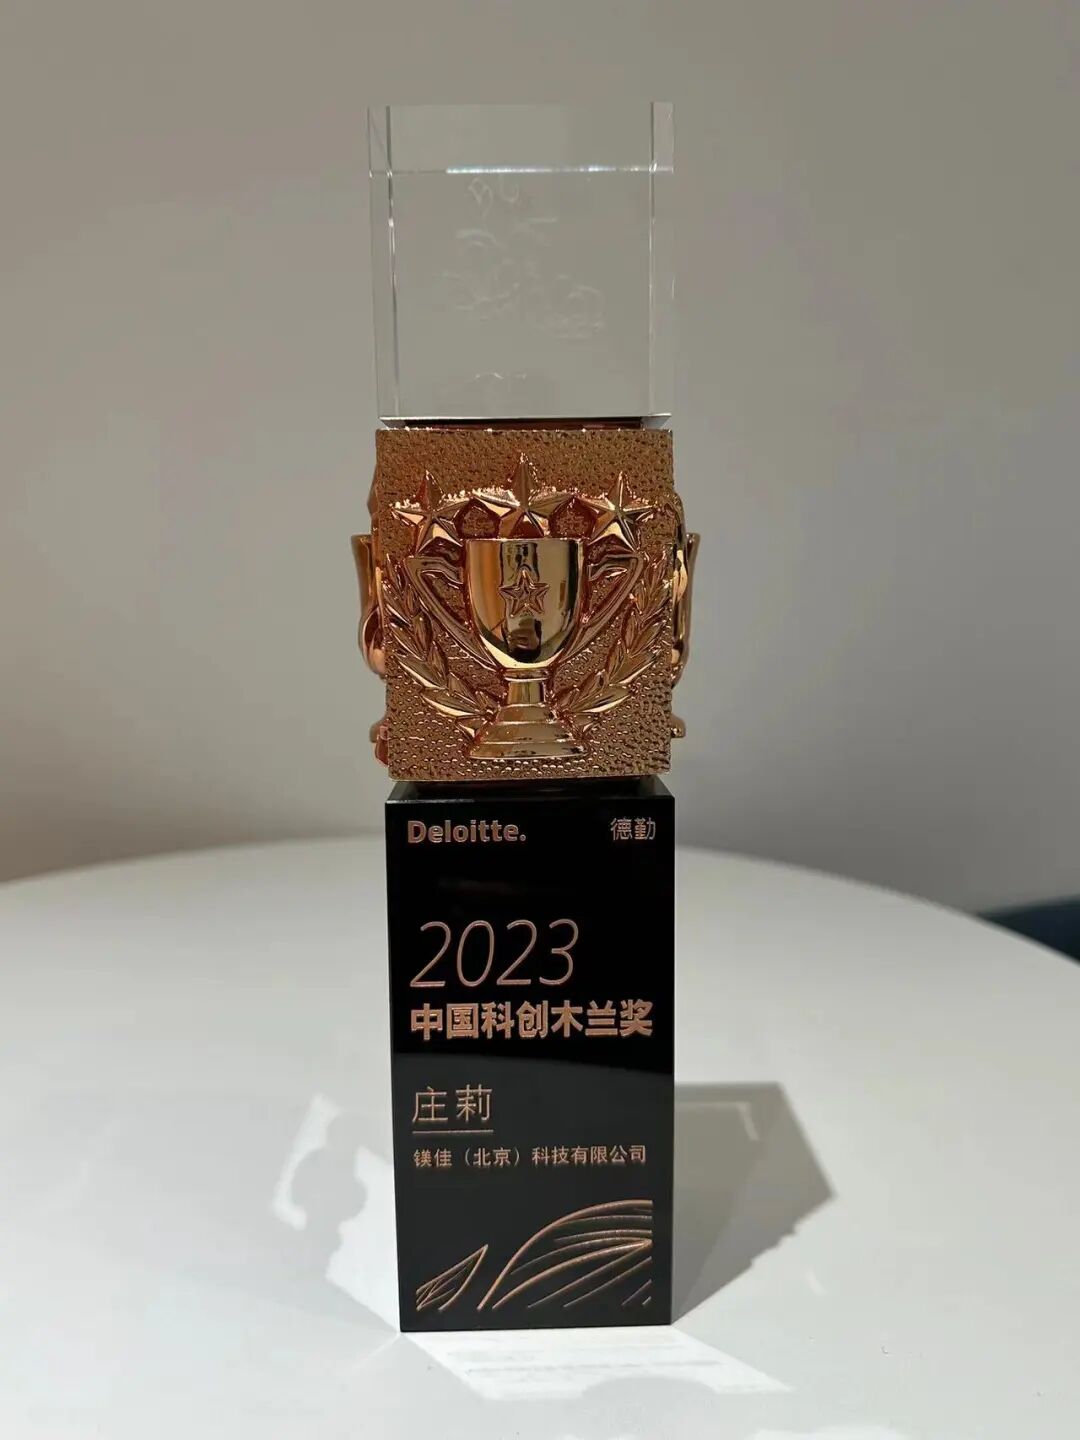 Deloitte. 德勤
2023
中国科创木兰奖
庄莉
镁佳（北京）科技有限公司